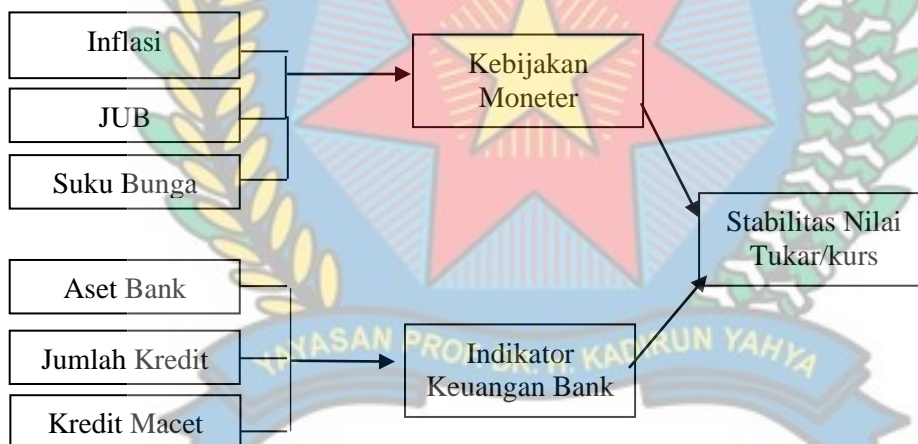 Inflasi
JUB
Suku Bunga
Kebijakan
Moneter
Stabilitas Nilai
Tukar/kurs
Aset Bank
Jumlah Kredit
Kredit Macet
Indikator
Keuangan Bank
YAYASAN PROF. DR. H. KADIRUN YAHYA